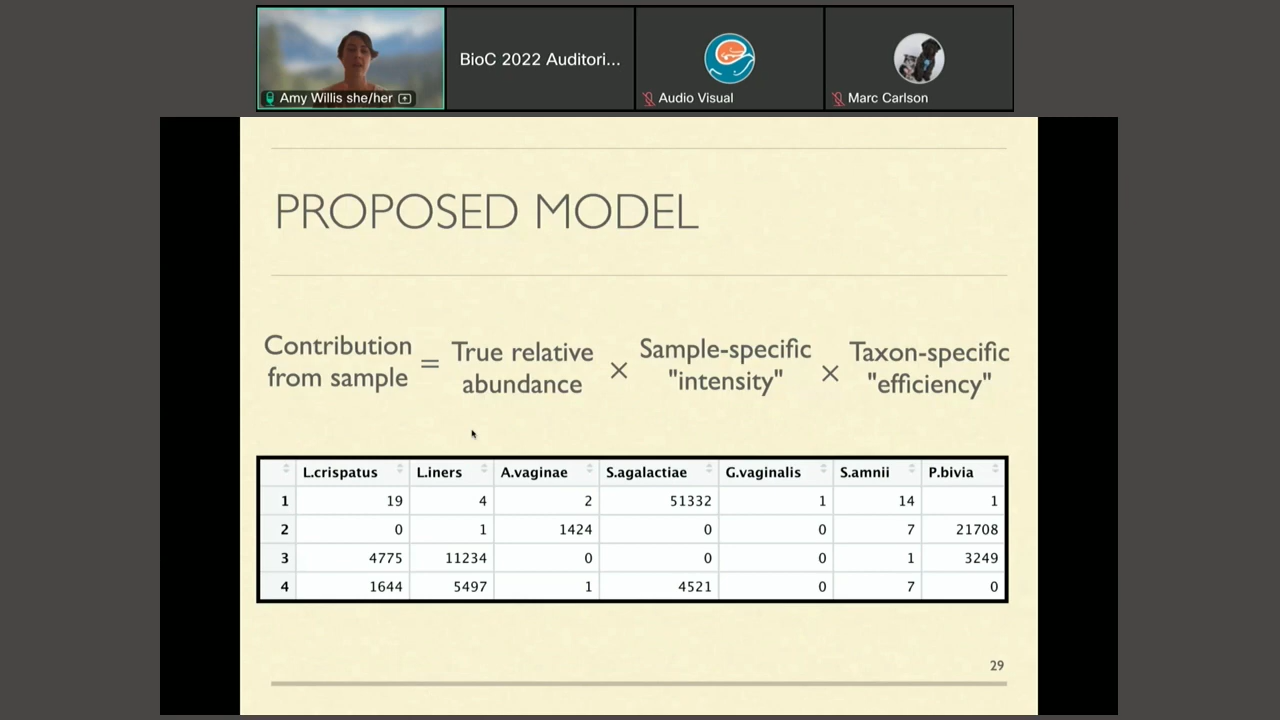 Amy Willis she/her
BioC 2022 Auditori...
Audio Visual
Marc Carlson
PROPOSED MODEL
Contribution from sample = True relative abundance × Sample-specific "intensity" × Taxon-specific "efficiency"
L.crispatus L.iners A.vaginae S.agalactiae G.vaginalis S.amnii P.bivia
1 19 4 2 51332 1 14 1
2 0 1 1424 0 0 7 21708
3 4775 11234 0 0 0 1 3249
4 1644 5497 1 4521 0 7 0
29